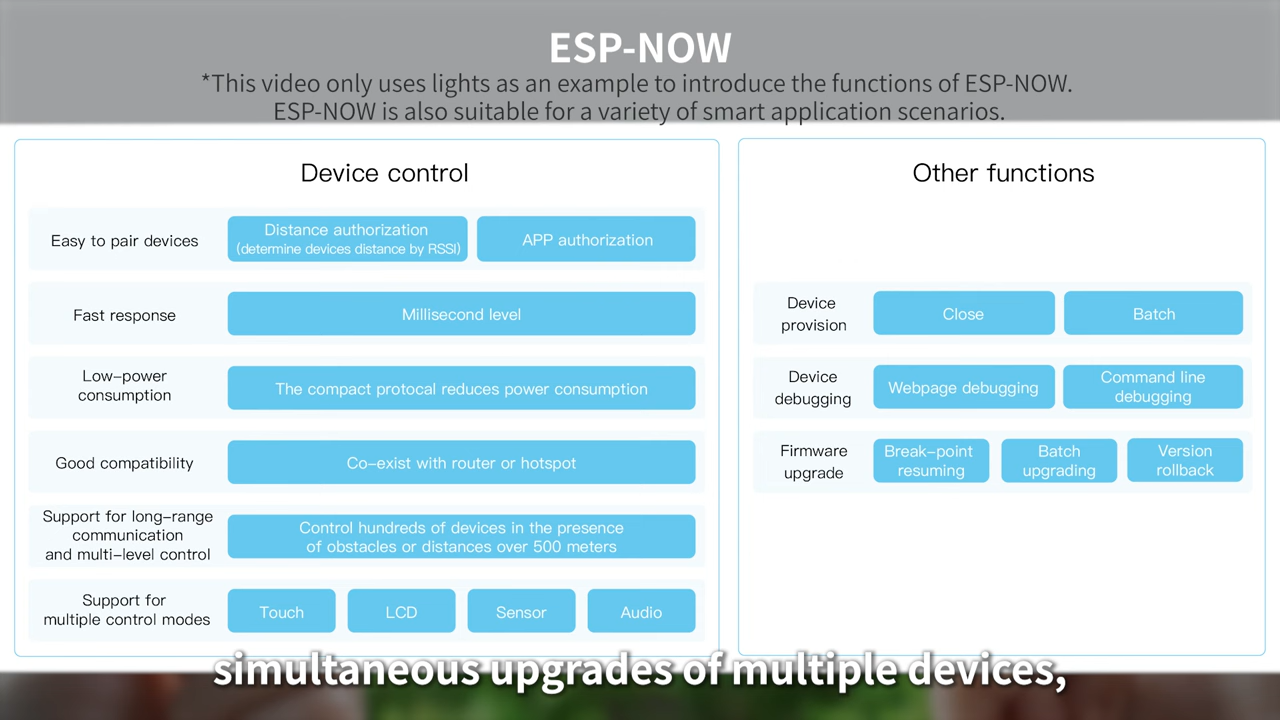 ESP-NOW
*This video only uses lights as an example to introduce the functions of ESP-NOW.
ESP-NOW is also suitable for a variety of smart application scenarios.
Device control
Easy to pair devices
Distance authorization
(determine devices distance by RSSI)
APP authorization
Fast response
Millisecond level
Low-power
consumption
The compact protocal reduces power consumption
Good compatibility
Co-exist with router or hotspot
Support for long-range
communication
and multi-level control
Control hundreds of devices in the presence
of obstacles or distances over 500 meters
Support for
multiple control modes
Touch
LCD
Sensor
Audio
Other functions
Device
provision
Close
Batch
Device
debugging
Webpage debugging
Command line
debugging
Firmware
upgrade
Break-point
resuming
Batch
upgrading
Version
rollback
simultaneous upgrades of multiple devices,